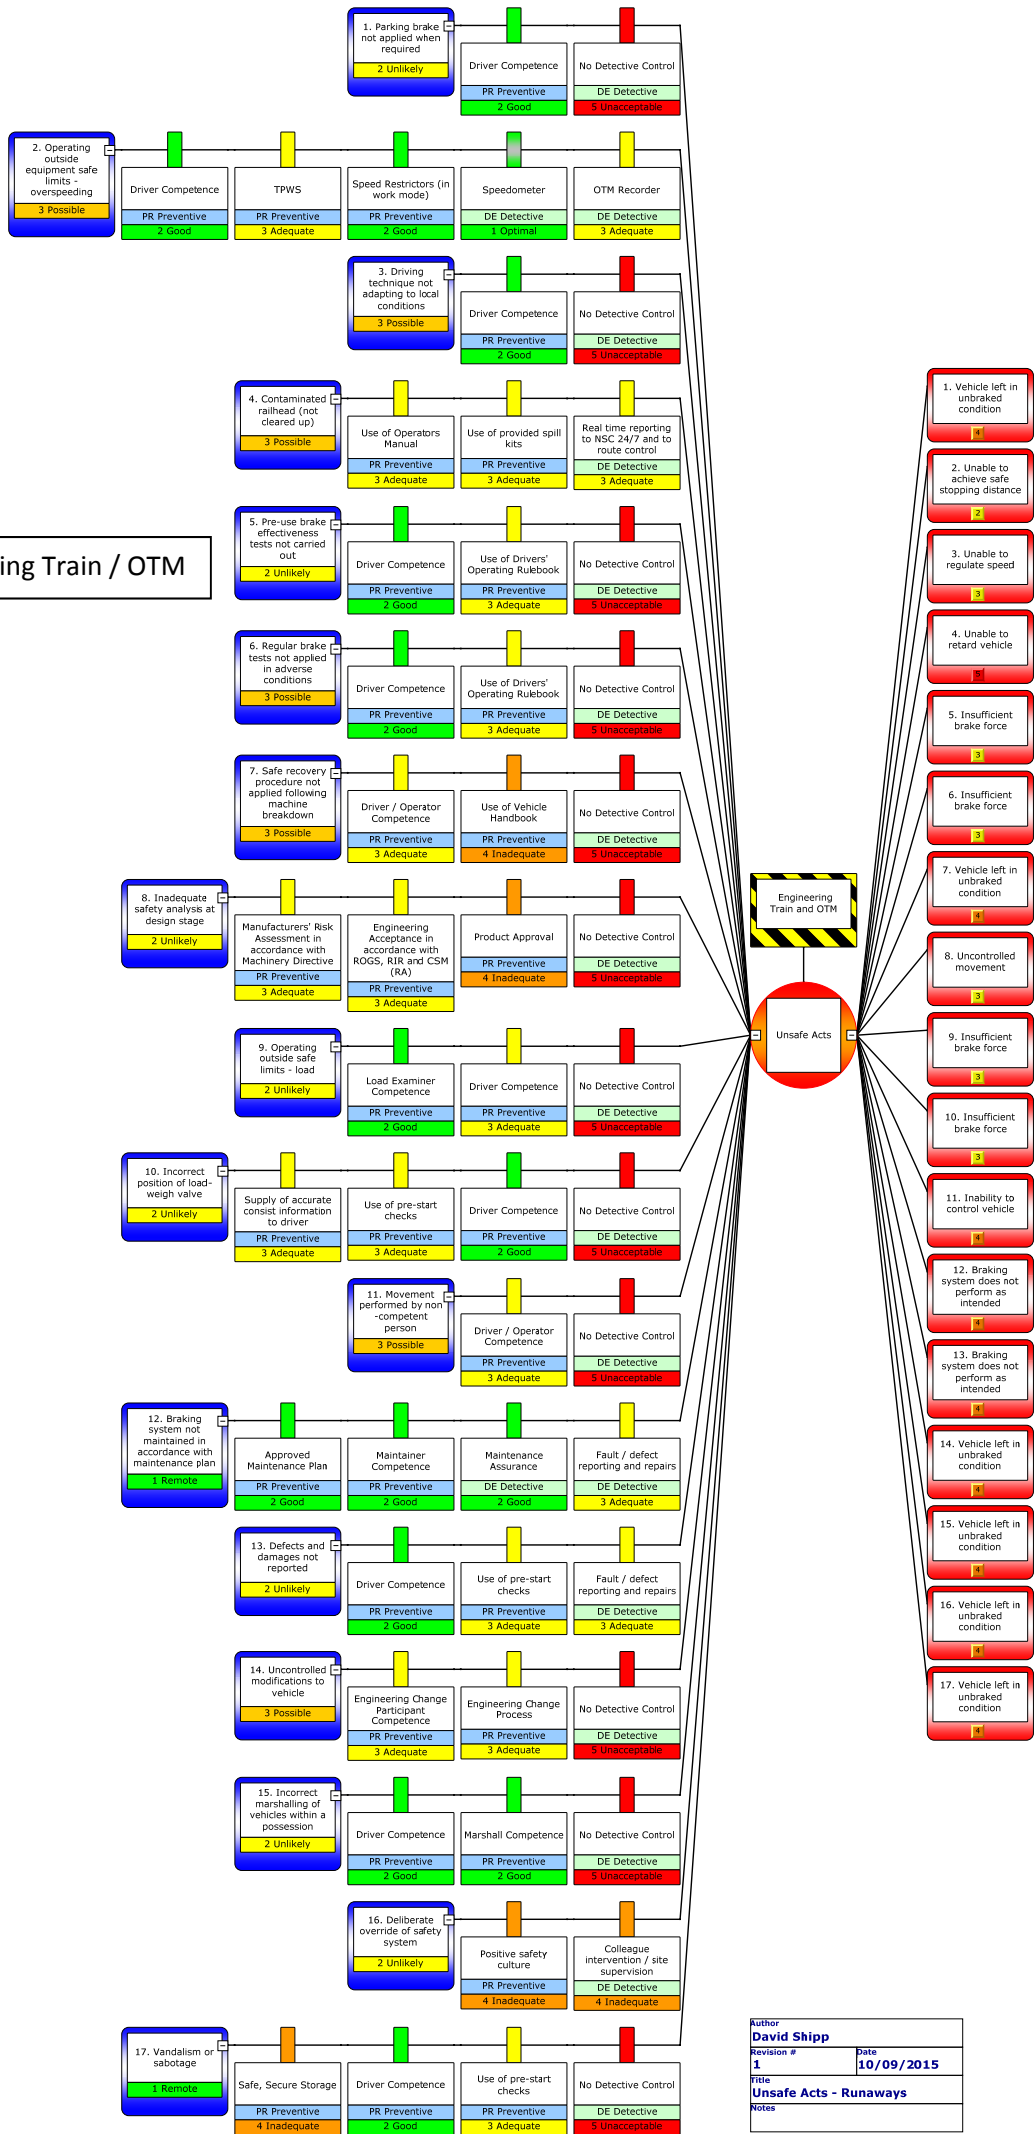 1. Parking brake
not applied when
required
2 Unlikely
Driver Competence
PR Preventive
2 Good
No Detective Control
DE Detective
5 Unacceptable
2. Operating
outside
equipment safe
limits -
overspeeding
3 Possible
Driver Competence
PR Preventive
2 Good
TPWS
PR Preventive
3 Adequate
Speed Restrictors (in
work mode)
PR Preventive
2 Good
Speedometer
DE Detective
1 Optimal
OTM Recorder
DE Detective
3 Adequate
3. Driving
technique not
adapting to local
conditions
3 Possible
Driver Competence
PR Preventive
2 Good
No Detective Control
DE Detective
5 Unacceptable
4. Contaminated
railhead (not
cleared up)
3 Possible
Use of Operators
Manual
PR Preventive
3 Adequate
Use of provided spill
kits
PR Preventive
3 Adequate
Real time reporting
to NSC 24/7 and to
route control
DE Detective
3 Adequate
ing Train / OTM
5. Pre-use brake
effectiveness
tests not carried
out
2 Unlikely
Driver Competence
PR Preventive
2 Good
Use of Drivers'
Operating Rulebook
PR Preventive
3 Adequate
No Detective Control
DE Detective
5 Unacceptable
6. Regular brake
tests not applied
in adverse
conditions
3 Possible
Driver Competence
PR Preventive
2 Good
Use of Drivers'
Operating Rulebook
PR Preventive
3 Adequate
No Detective Control
DE Detective
5 Unacceptable
7. Safe recovery
procedure not
applied following
machine
breakdown
3 Possible
Driver / Operator
Competence
PR Preventive
3 Adequate
Use of Vehicle
Handbook
PR Preventive
4 Inadequate
No Detective Control
DE Detective
5 Unacceptable
8. Inadequate
safety analysis at
design stage
2 Unlikely
Manufacturers' Risk
Assessment in
accordance with
Machinery Directive
PR Preventive
3 Adequate
Engineering
Acceptance in
accordance with
ROGS, RIR and CSM
(RA)
PR Preventive
3 Adequate
Product Approval
PR Preventive
4 Inadequate
No Detective Control
DE Detective
5 Unacceptable
9. Operating
outside safe
limits - load
2 Unlikely
Load Examiner
Competence
PR Preventive
2 Good
Driver Competence
PR Preventive
3 Adequate
No Detective Control
DE Detective
5 Unacceptable
10. Incorrect
position of load-
weigh valve
2 Unlikely
Supply of accurate
consist information
to driver
PR Preventive
3 Adequate
Use of pre-start
checks
PR Preventive
3 Adequate
Driver Competence
PR Preventive
2 Good
No Detective Control
DE Detective
5 Unacceptable
11. Movement
performed by non
-competent
person
3 Possible
Driver / Operator
Competence
PR Preventive
3 Adequate
No Detective Control
DE Detective
5 Unacceptable
12. Braking
system not
maintained in
accordance with
maintenance plan
1 Remote
Approved
Maintenance Plan
PR Preventive
2 Good
Maintainer
Competence
PR Preventive
2 Good
Maintenance
Assurance
DE Detective
2 Good
Fault / defect
reporting and repairs
DE Detective
3 Adequate
13. Defects and
damages not
reported
2 Unlikely
Driver Competence
PR Preventive
2 Good
Use of pre-start
checks
PR Preventive
3 Adequate
Fault / defect
reporting and repairs
DE Detective
3 Adequate
14. Uncontrolled
modifications to
vehicle
3 Possible
Engineering Change
Participant
Competence
PR Preventive
3 Adequate
Engineering Change
Process
PR Preventive
3 Adequate
No Detective Control
DE Detective
5 Unacceptable
15. Incorrect
marshalling of
vehicles within a
possession
2 Unlikely
Driver Competence
PR Preventive
2 Good
Marshall Competence
PR Preventive
2 Good
No Detective Control
DE Detective
5 Unacceptable
16. Deliberate
override of safety
system
2 Unlikely
Positive safety
culture
PR Preventive
4 Inadequate
Colleague
intervention / site
supervision
DE Detective
4 Inadequate
17. Vandalism or
sabotage
1 Remote
Safe, Secure Storage
PR Preventive
4 Inadequate
Driver Competence
PR Preventive
2 Good
Use of pre-start
checks
PR Preventive
3 Adequate
No Detective Control
DE Detective
5 Unacceptable
Engineering
Train and OTM
Unsafe Acts
1. Vehicle left in
unbraked
condition
4
2. Unable to
achieve safe
stopping distance
2
3. Unable to
regulate speed
3
4. Unable to
retard vehicle
5
5. Insufficient
brake force
3
6. Insufficient
brake force
3
7. Vehicle left in
unbraked
condition
4
8. Uncontrolled
movement
3
9. Insufficient
brake force
3
10. Insufficient
brake force
3
11. Inability to
control vehicle
4
12. Braking
system does not
perform as
intended
4
13. Braking
system does not
perform as
intended
4
14. Vehicle left in
unbraked
condition
4
15. Vehicle left in
unbraked
condition
4
16. Vehicle left in
unbraked
condition
4
17. Vehicle left in
unbraked
condition
4
Author
David Shipp
Revision #
1
Date
10/09/2015
Title
Unsafe Acts - Runaways
Notes